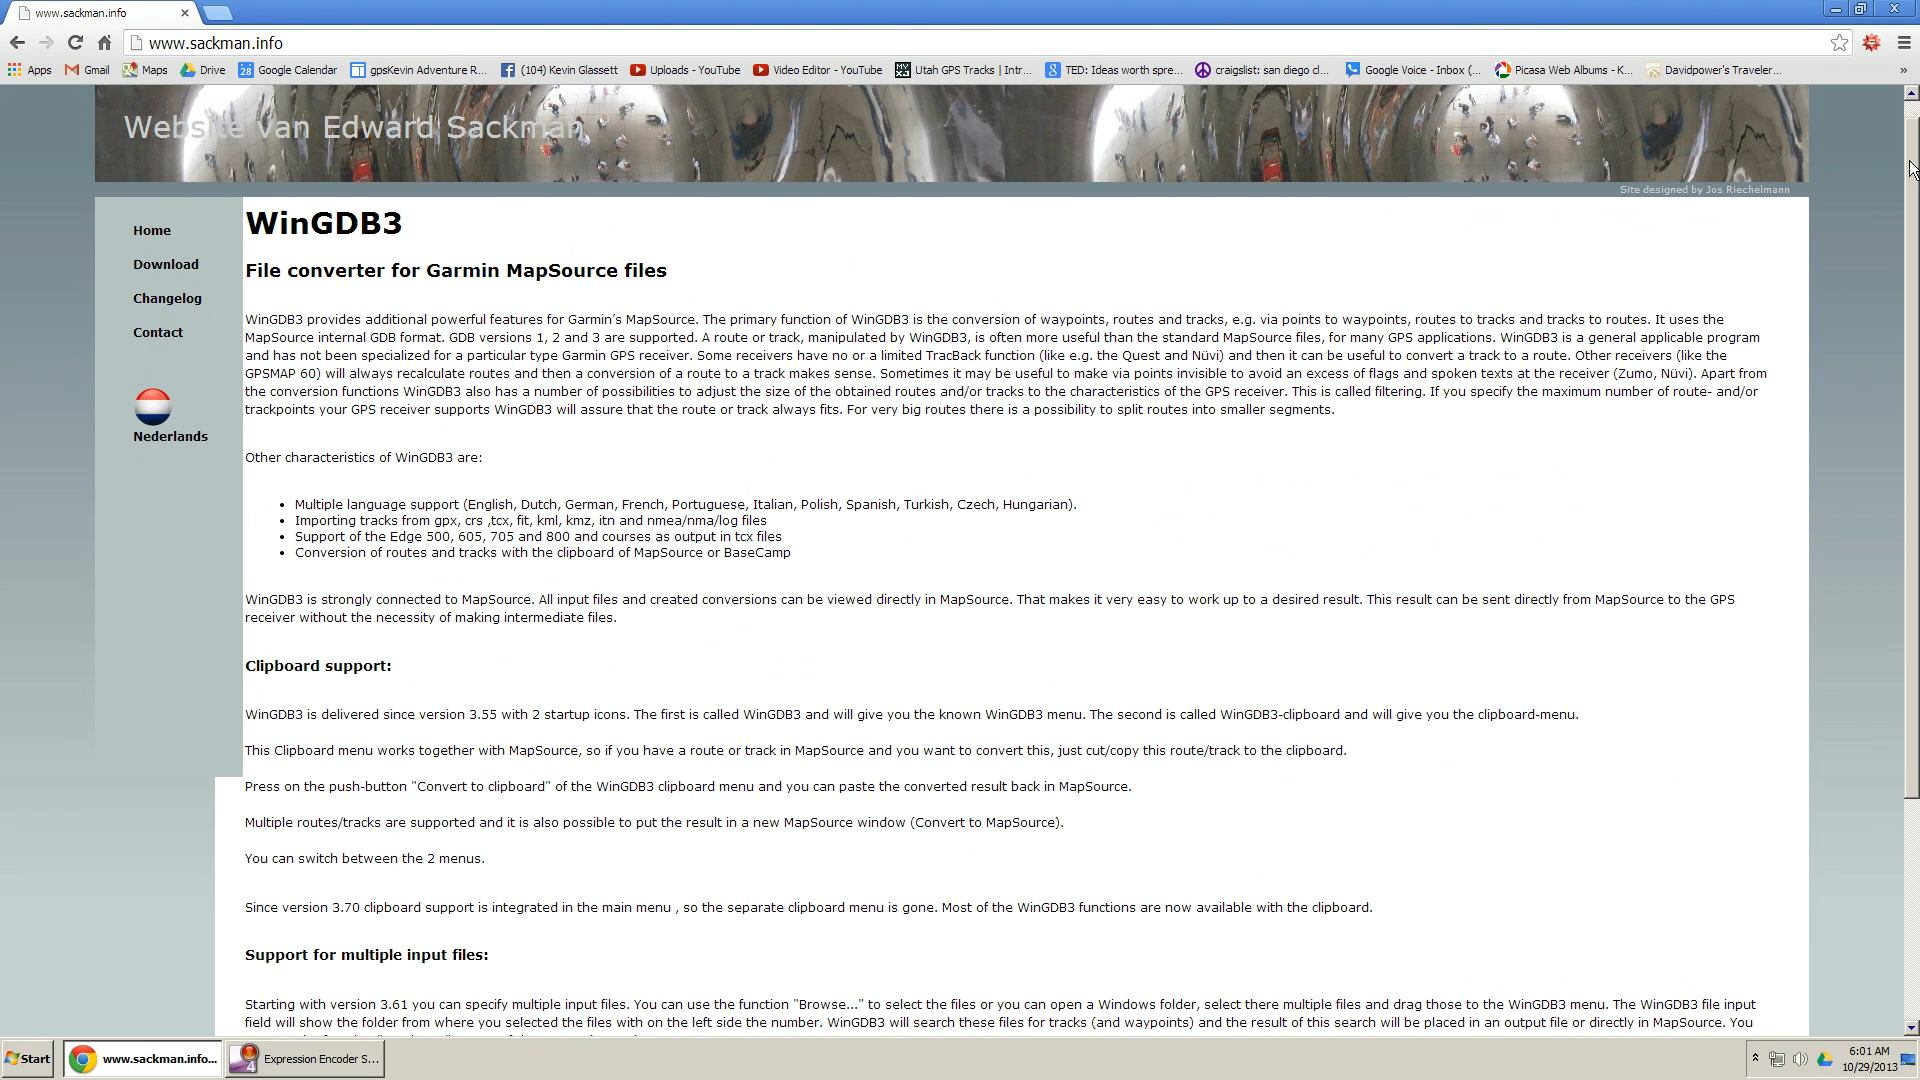 www.sackman.info
www.sackman.info
Apps
Gmail
Maps
Drive
28
Google Calendar
gpsKevin Adventure R...
(104) Kevin Glassett
Uploads - YouTube
Video Editor - YouTube
Utah GPS Tracks | Intr...
TED: Ideas worth spre...
craigslist: san diego cl...
Google Voice - Inbox (...
Picasa Web Albums - K...
Davidpower's Traveler...
»
Website van Edward Sackman
Site designed by Jos Riechelmann
Home
Download
Changelog
Contact
Nederlands
WinGDB3
File converter for Garmin MapSource files
WinGDB3 provides additional powerful features for Garmin's MapSource. The primary function of WinGDB3 is the conversion of waypoints, routes and tracks, e.g. via points to waypoints, routes to tracks and tracks to routes. It uses the
MapSource internal GDB format. GDB versions 1, 2 and 3 are supported. A route or track, manipulated by WinGDB3, is often more useful than the standard MapSource files, for many GPS applications. WinGDB3 is a general applicable program
and has not been specialized for a particular type Garmin GPS receiver. Some receivers have no or a limited TracBack function (like e.g. the Quest and Nüvi) and then it can be useful to convert a track to a route. Other receivers (like the
GPSMAP 60) will always recalculate routes and then a conversion of a route to a track makes sense. Sometimes it may be useful to make via points invisible to avoid an excess of flags and spoken texts at the receiver (Zumo, Nüvi). Apart from
the conversion functions WinGDB3 also has a number of possibilities to adjust the size of the obtained routes and/or tracks to the characteristics of the GPS receiver. This is called filtering. If you specify the maximum number of route- and/or
trackpoints your GPS receiver supports WinGDB3 will assure that the route or track always fits. For very big routes there is a possibility to split routes into smaller segments.
Other characteristics of WinGDB3 are:
• Multiple language support (English, Dutch, German, French, Portuguese, Italian, Polish, Spanish, Turkish, Czech, Hungarian).
• Importing tracks from gpx, crs ,tcx, fit, kml, kmz, itn and nmea/nma/log files
• Support of the Edge 500, 605, 705 and 800 and courses as output in tcx files
• Conversion of routes and tracks with the clipboard of MapSource or BaseCamp
WinGDB3 is strongly connected to MapSource. All input files and created conversions can be viewed directly in MapSource. That makes it very easy to work up to a desired result. This result can be sent directly from MapSource to the GPS
receiver without the necessity of making intermediate files.
Clipboard support:
WinGDB3 is delivered since version 3.55 with 2 startup icons. The first is called WinGDB3 and will give you the known WinGDB3 menu. The second is called WinGDB3-clipboard and will give you the clipboard-menu.
This Clipboard menu works together with MapSource, so if you have a route or track in MapSource and you want to convert this, just cut/copy this route/track to the clipboard.
Press on the push-button "Convert to clipboard" of the WinGDB3 clipboard menu and you can paste the converted result back in MapSource.
Multiple routes/tracks are supported and it is also possible to put the result in a new MapSource window (Convert to MapSource).
You can switch between the 2 menus.
Since version 3.70 clipboard support is integrated in the main menu , so the separate clipboard menu is gone. Most of the WinGDB3 functions are now available with the clipboard.
Support for multiple input files:
Starting with version 3.61 you can specify multiple input files. You can use the function "Browse..." to select the files or you can open a Windows folder, select there multiple files and drag those to the WinGDB3 menu. The WinGDB3 file input
field will show the folder from where you selected the files with on the left side the number. WinGDB3 will search these files for tracks (and waypoints) and the result of this search will be placed in an output file or directly in MapSource. You
Start
www.sackman.info...
4
Expression Encoder S...
6:01 AM
10/29/2013